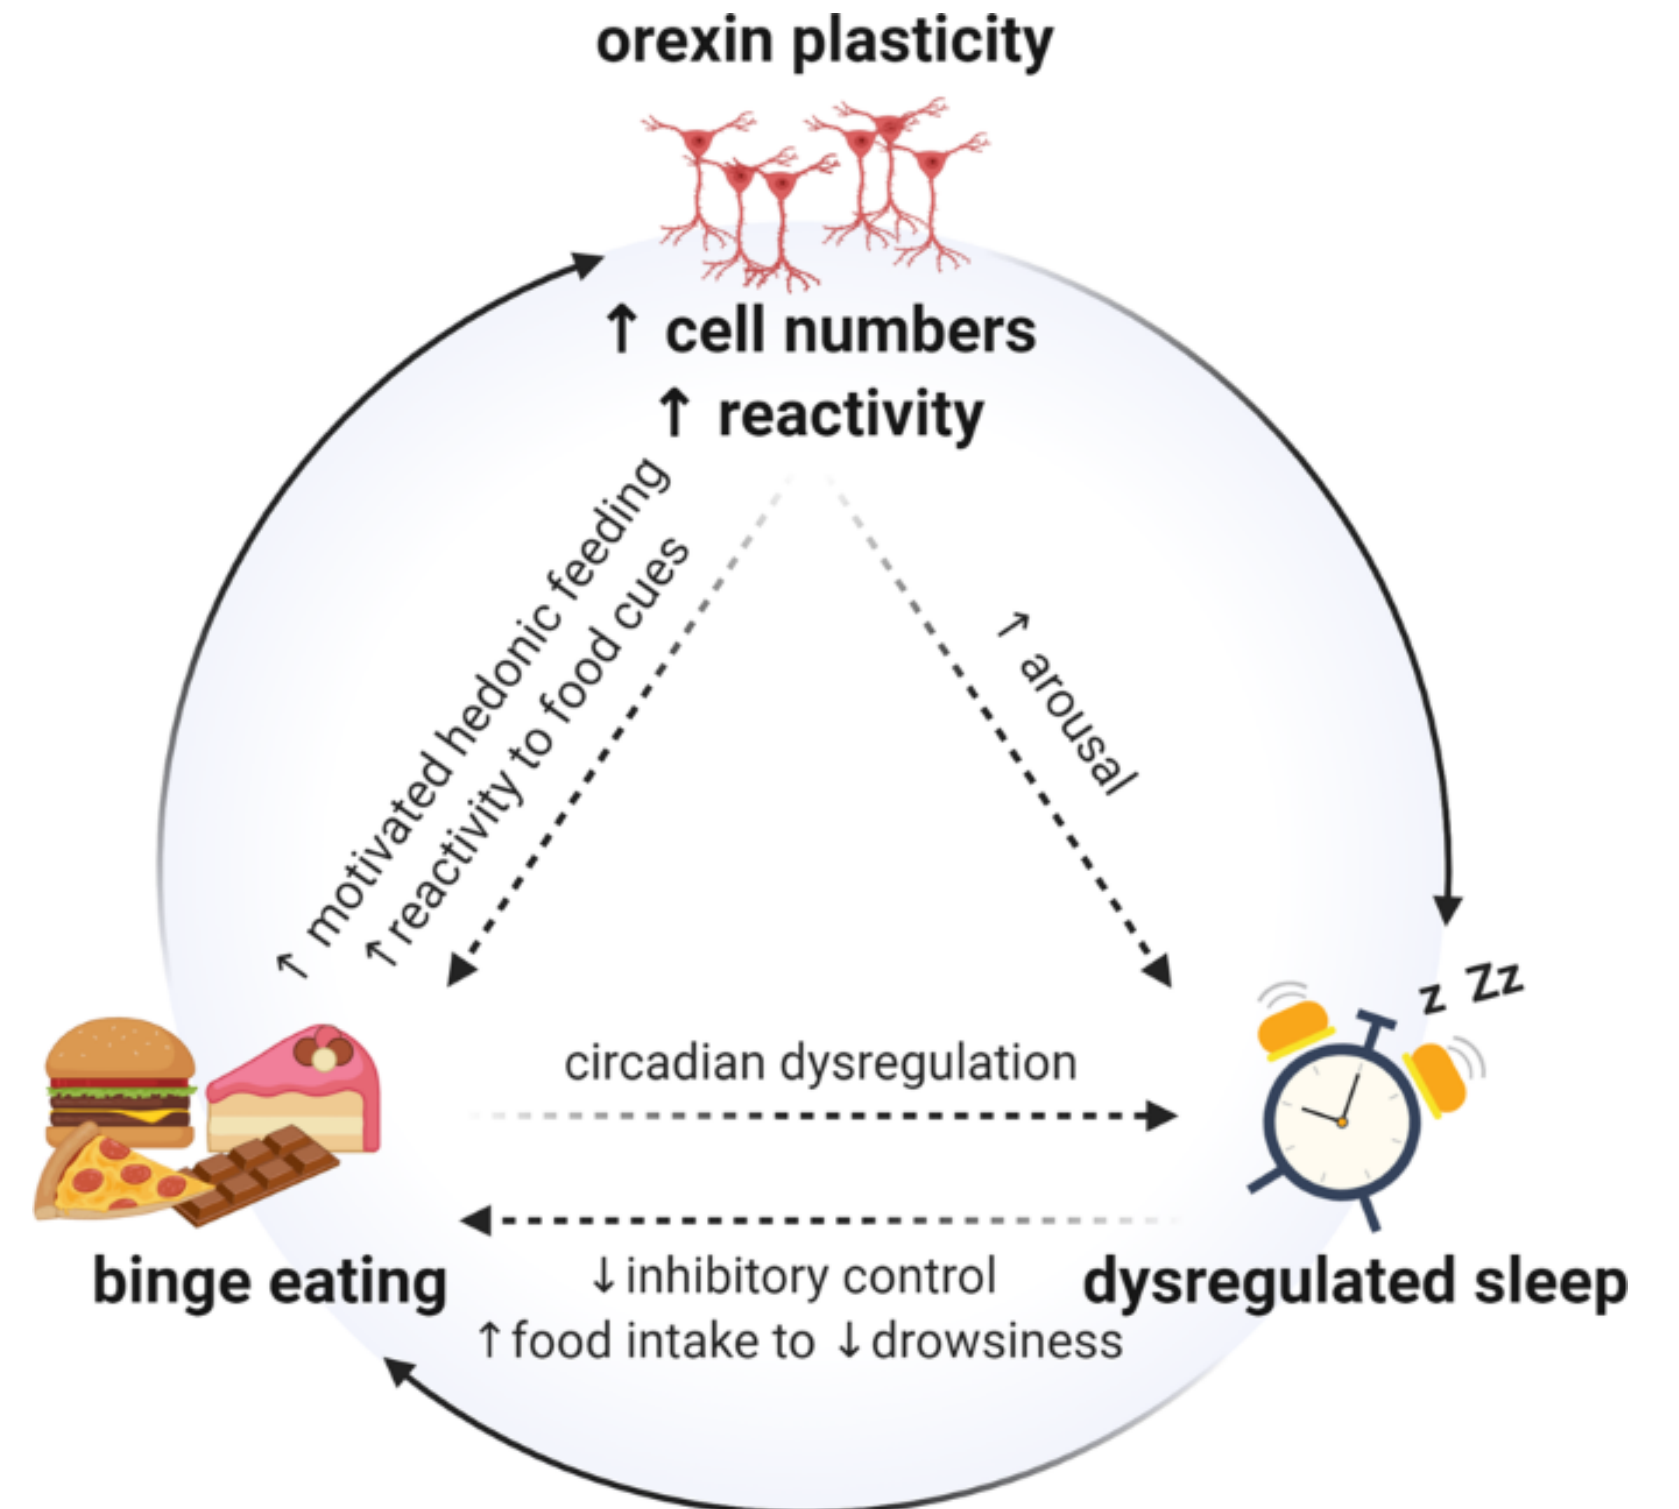 orexin plasticity
↑ cell numbers
↑ reactivity
↑ motivated hedonic feeding
↑ reactivity to food cues
↑ arousal
z Zz
circadian dysregulation
binge eating
↓ inhibitory control
dysregulated sleep
↑ food intake to ↓ drowsiness